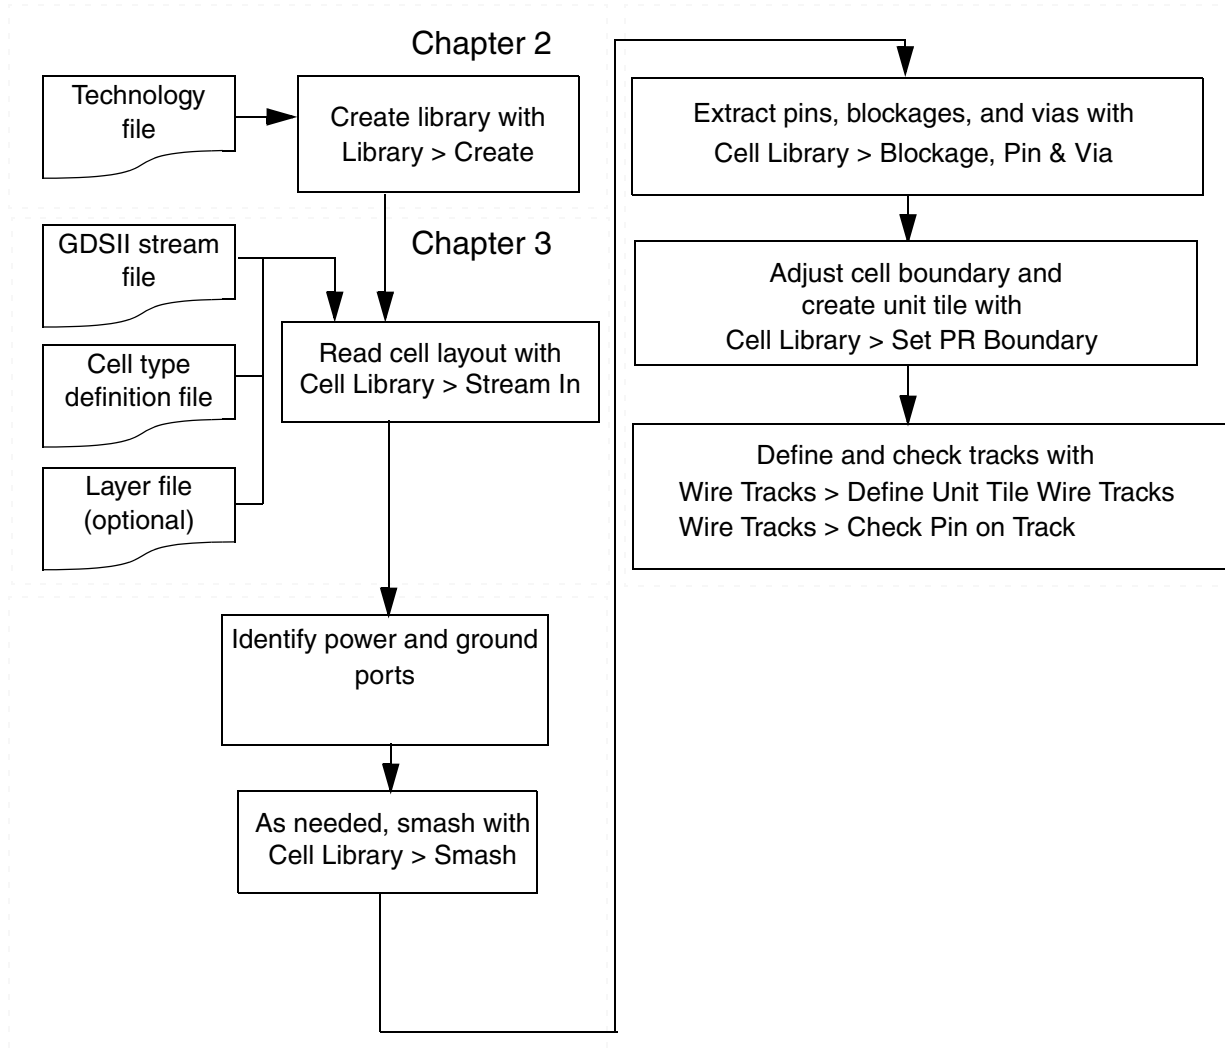 Chapter 2
Technology
file
Create library with
Library > Create
GDSII stream
file
Chapter 3
Cell type
definition file
Layer file
(optional)
Read cell layout with
Cell Library > Stream In
Identify power and ground
ports
As needed, smash with
Cell Library > Smash
Extract pins, blockages, and vias with
Cell Library > Blockage, Pin & Via
Adjust cell boundary and
create unit tile with
Cell Library > Set PR Boundary
Define and check tracks with
Wire Tracks > Define Unit Tile Wire Tracks
Wire Tracks > Check Pin on Track